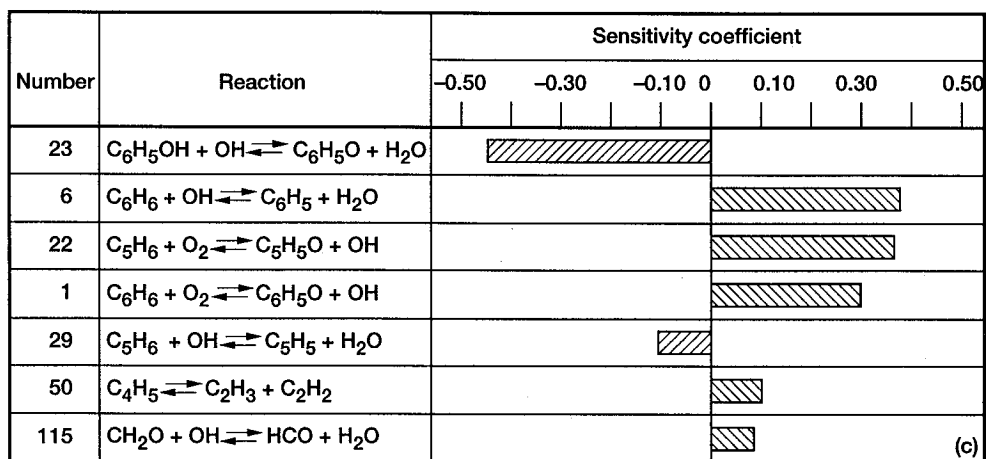 Sensitivity coefficient
Number Reaction
–0.50 –0.30 –0.10 0 0.10 0.30 0.50
23 C₆H₅OH + OH ⇄ C₆H₅O + H₂O
6 C₆H₆ + OH ⇄ C₆H₅ + H₂O
22 C₅H₆ + O₂ ⇄ C₅H₅O + OH
1 C₆H₆ + O₂ ⇄ C₆H₅O + OH
29 C₅H₆ + OH ⇄ C₅H₅ + H₂O
50 C₄H₅ ⇄ C₂H₃ + C₂H₂
115 CH₂O + OH ⇄ HCO + H₂O
(c)